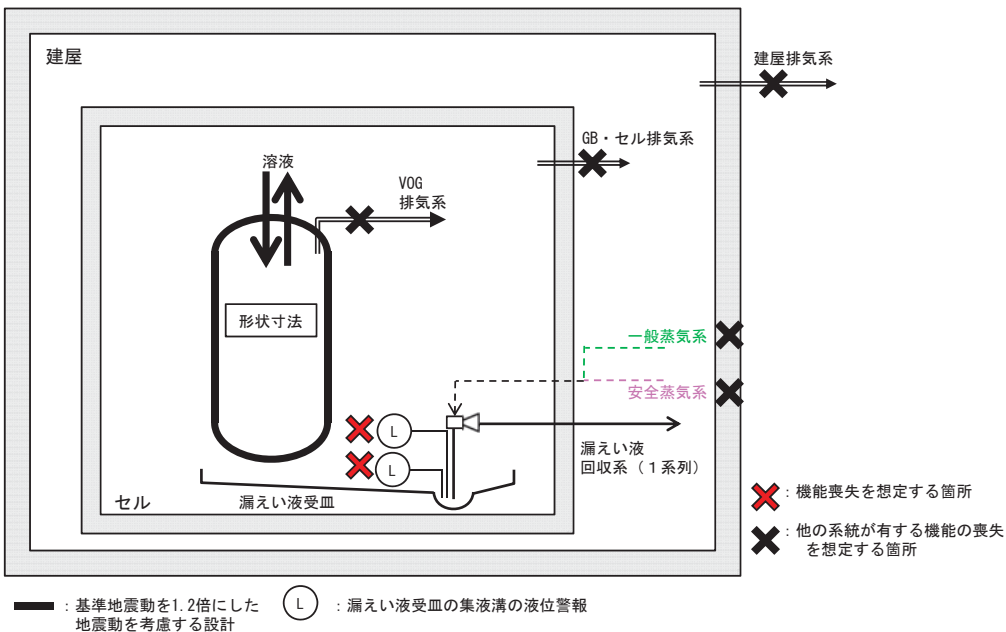 建屋
建屋排気系
GB・セル排気系
溶液
VOG
排気系
形状寸法
一般蒸気系
安全蒸気系
L
L
漏えい液
回収系（１系列）
セル
漏えい液受皿
：機能喪失を想定する箇所
：他の系統が有する機能の喪失
を想定する箇所
：基準地震動を1.2倍にした
地震動を考慮する設計
L
：漏えい液受皿の集液溝の液位警報